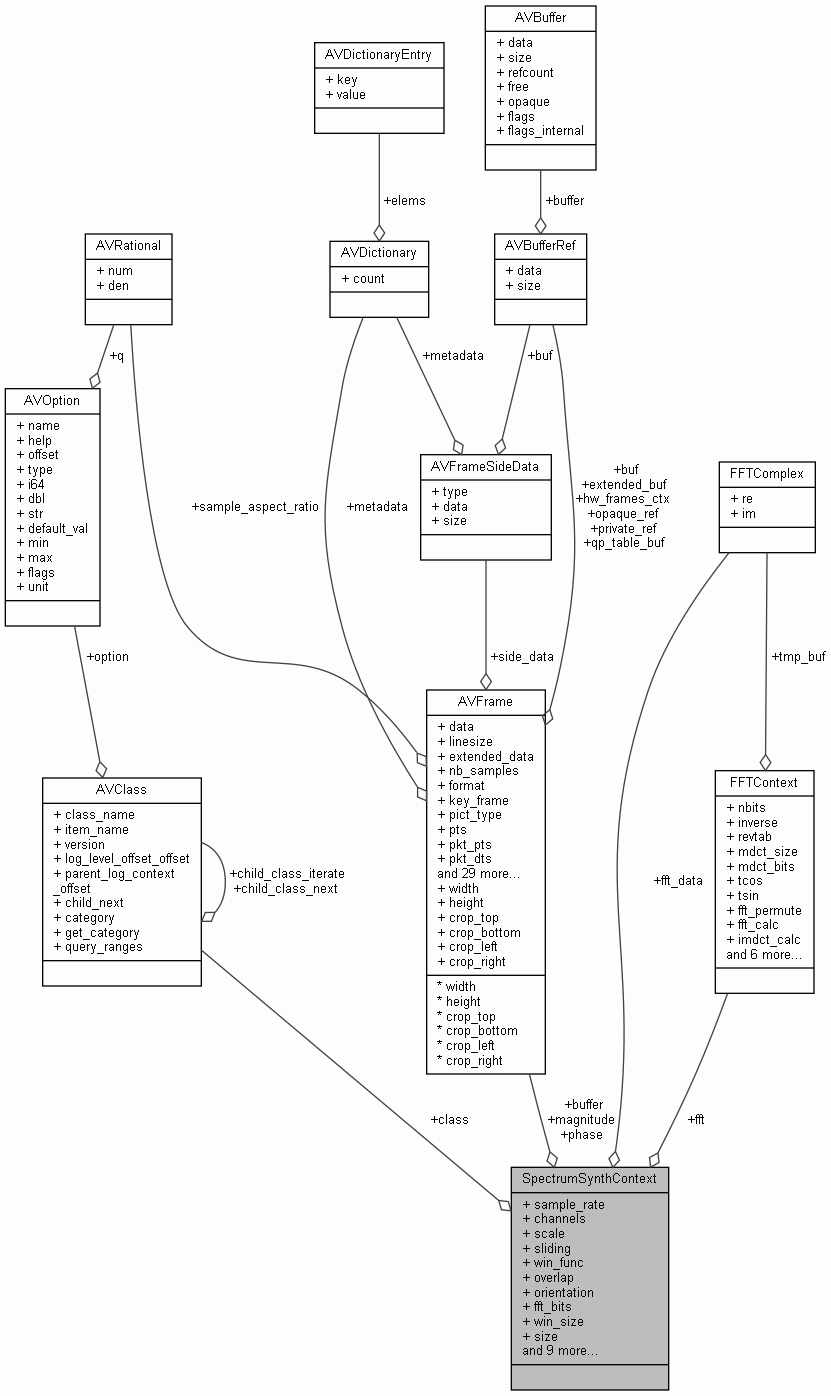 AVBuffer
+ data
+ size
+ refcount
+ free
+ opaque
+ flags
+ flags_internal
AVDictionaryEntry
+ key
+ value
+elems
+buffer
AVRational
+ num
+ den
AVDictionary
+ count
AVBufferRef
+ data
+ size
+q
+metadata
+buf
AVOption
+ name
+ help
+ offset
+ type
+ i64
+ dbl
+ str
+ default_val
+ min
+ max
+ flags
+ unit
+sample_aspect_ratio
+metadata
AVFrameSideData
+ type
+ data
+ size
+buf
+extended_buf
+hw_frames_ctx
+opaque_ref
+private_ref
+qp_table_buf
FFTComplex
+ re
+ im
+option
+side_data
+tmp_buf
AVClass
+ class_name
+ item_name
+ version
+ log_level_offset_offset
+ parent_log_context
_offset
+ child_next
+ category
+ get_category
+ query_ranges
+child_class_iterate
+child_class_next
AVFrame
+ data
+ linesize
+ extended_data
+ nb_samples
+ format
+ key_frame
+ pict_type
+ pts
+ pkt_pts
+ pkt_dts
and 29 more...
+ width
+ height
+ crop_top
+ crop_bottom
+ crop_left
+ crop_right
* width
* height
* crop_top
* crop_bottom
* crop_left
* crop_right
+fft_data
FFTContext
+ nbits
+ inverse
+ revtab
+ mdct_size
+ mdct_bits
+ tcos
+ tsin
+ fft_permute
+ fft_calc
+ imdct_calc
and 6 more...
+class
+buffer
+magnitude
+phase
+fft
SpectrumSynthContext
+ sample_rate
+ channels
+ scale
+ sliding
+ win_func
+ overlap
+ orientation
+ fft_bits
+ win_size
+ size
and 9 more...